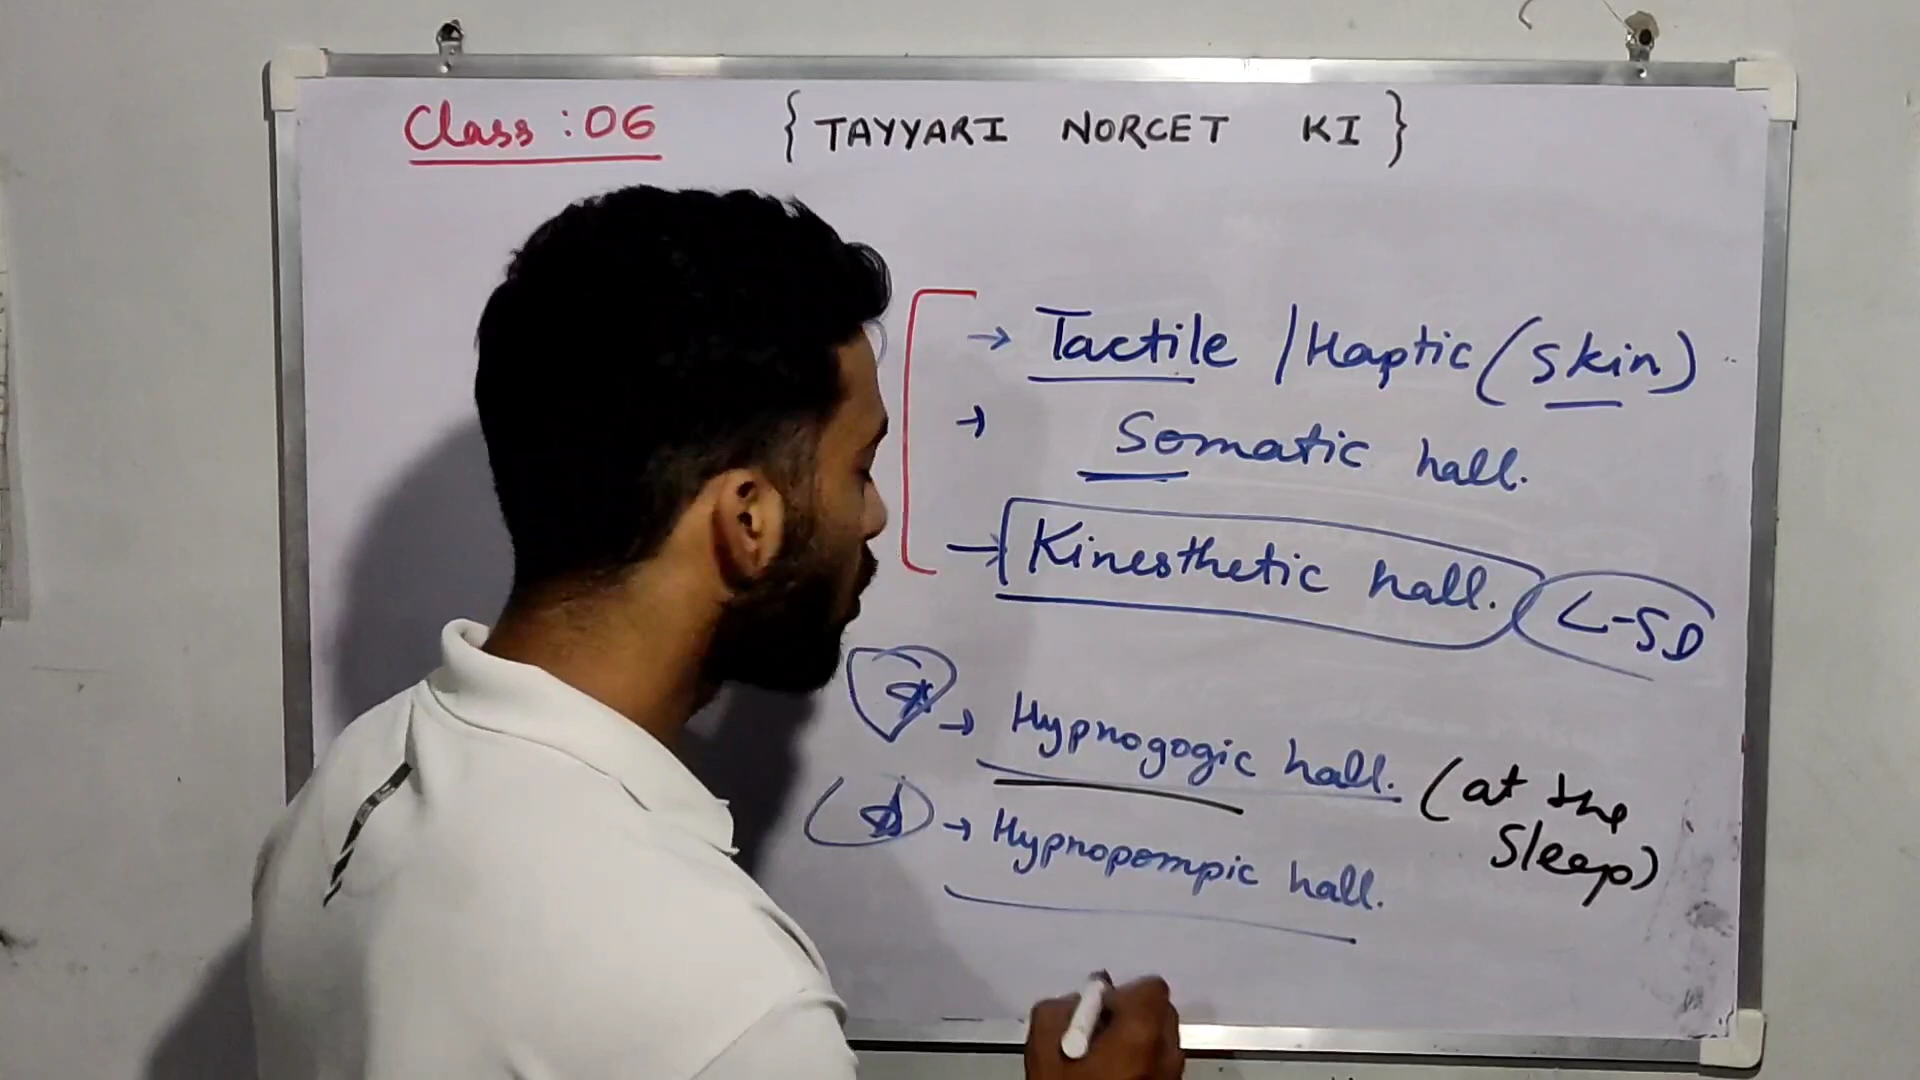 Class : 06 { TAYYARI NORCET KI }
→ Tactile / Haptic (skin)
→ Somatic hall.
→ Kinesthetic hall. L-SD
→ Hypnogogic hall. (at the sleep)
→ Hypnopompic hall.